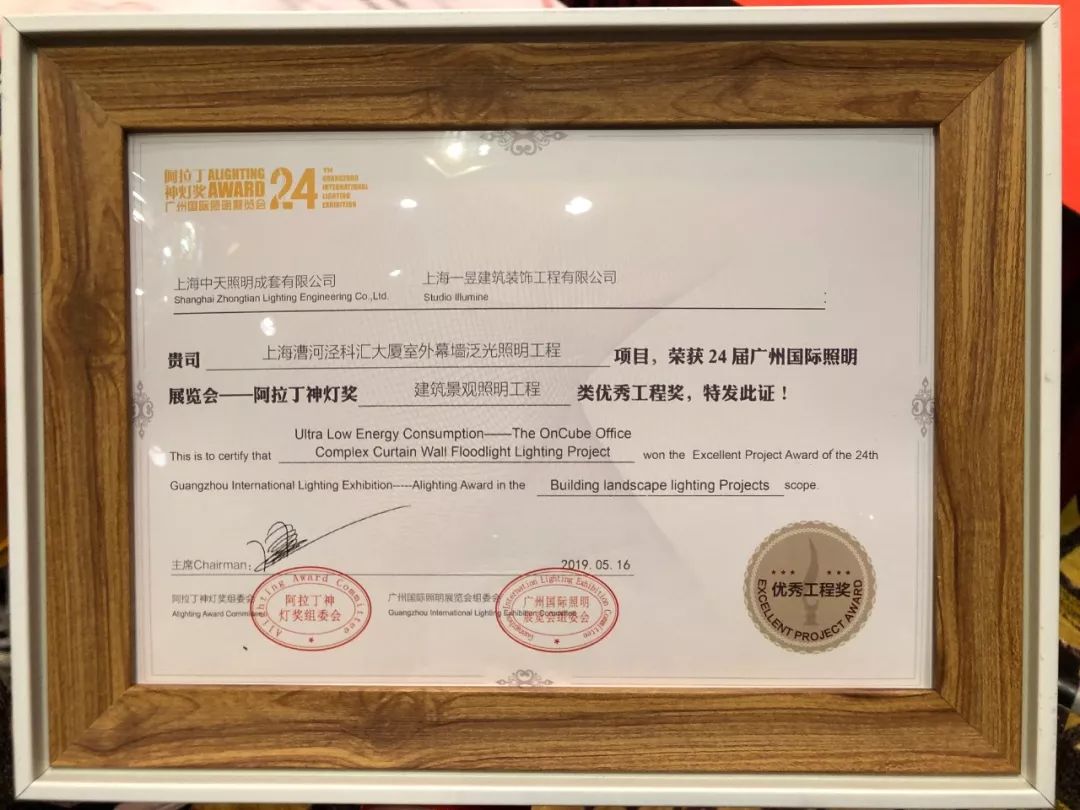 阿拉丁 ALIGHTING
神灯奖 AWARD
广州国际照明展览会
24TH
GUANGZHOU
INTERNATIONAL
LIGHTING
EXHIBITION
上海中天照明成套有限公司 上海一昱建筑装饰工程有限公司
Shanghai Zhongtian Lighting Engineering Co.,Ltd. Studio Illumine :
贵司 上海漕河泾科汇大厦室外幕墙泛光照明工程 项目，荣获 24 届广州国际照明
展览会——阿拉丁神灯奖 建筑景观照明工程 类优秀工程奖，特发此证！
Ultra Low Energy Consumption——The OnCube Office
This is to certify that Complex Curtain Wall Floodlight Lighting Project won the Excellent Project Award of the 24th
Guangzhou International Lighting Exhibition-----Alighting Award in the Building landscape lighting Projects scope.
主席Chairman: 2019.05.16
阿拉丁神灯奖组委会 广州国际照明展览会组委会
Alighting Award Committee Guangzhou International Lighting Exhibition Committee
Alighting Award Committee
阿拉丁神
灯奖组委会
Guangzhou International Lighting Exhibition Committee
广州国际照明
展览会组委会
优秀工程奖
EXCELLENT PROJECT AWARD